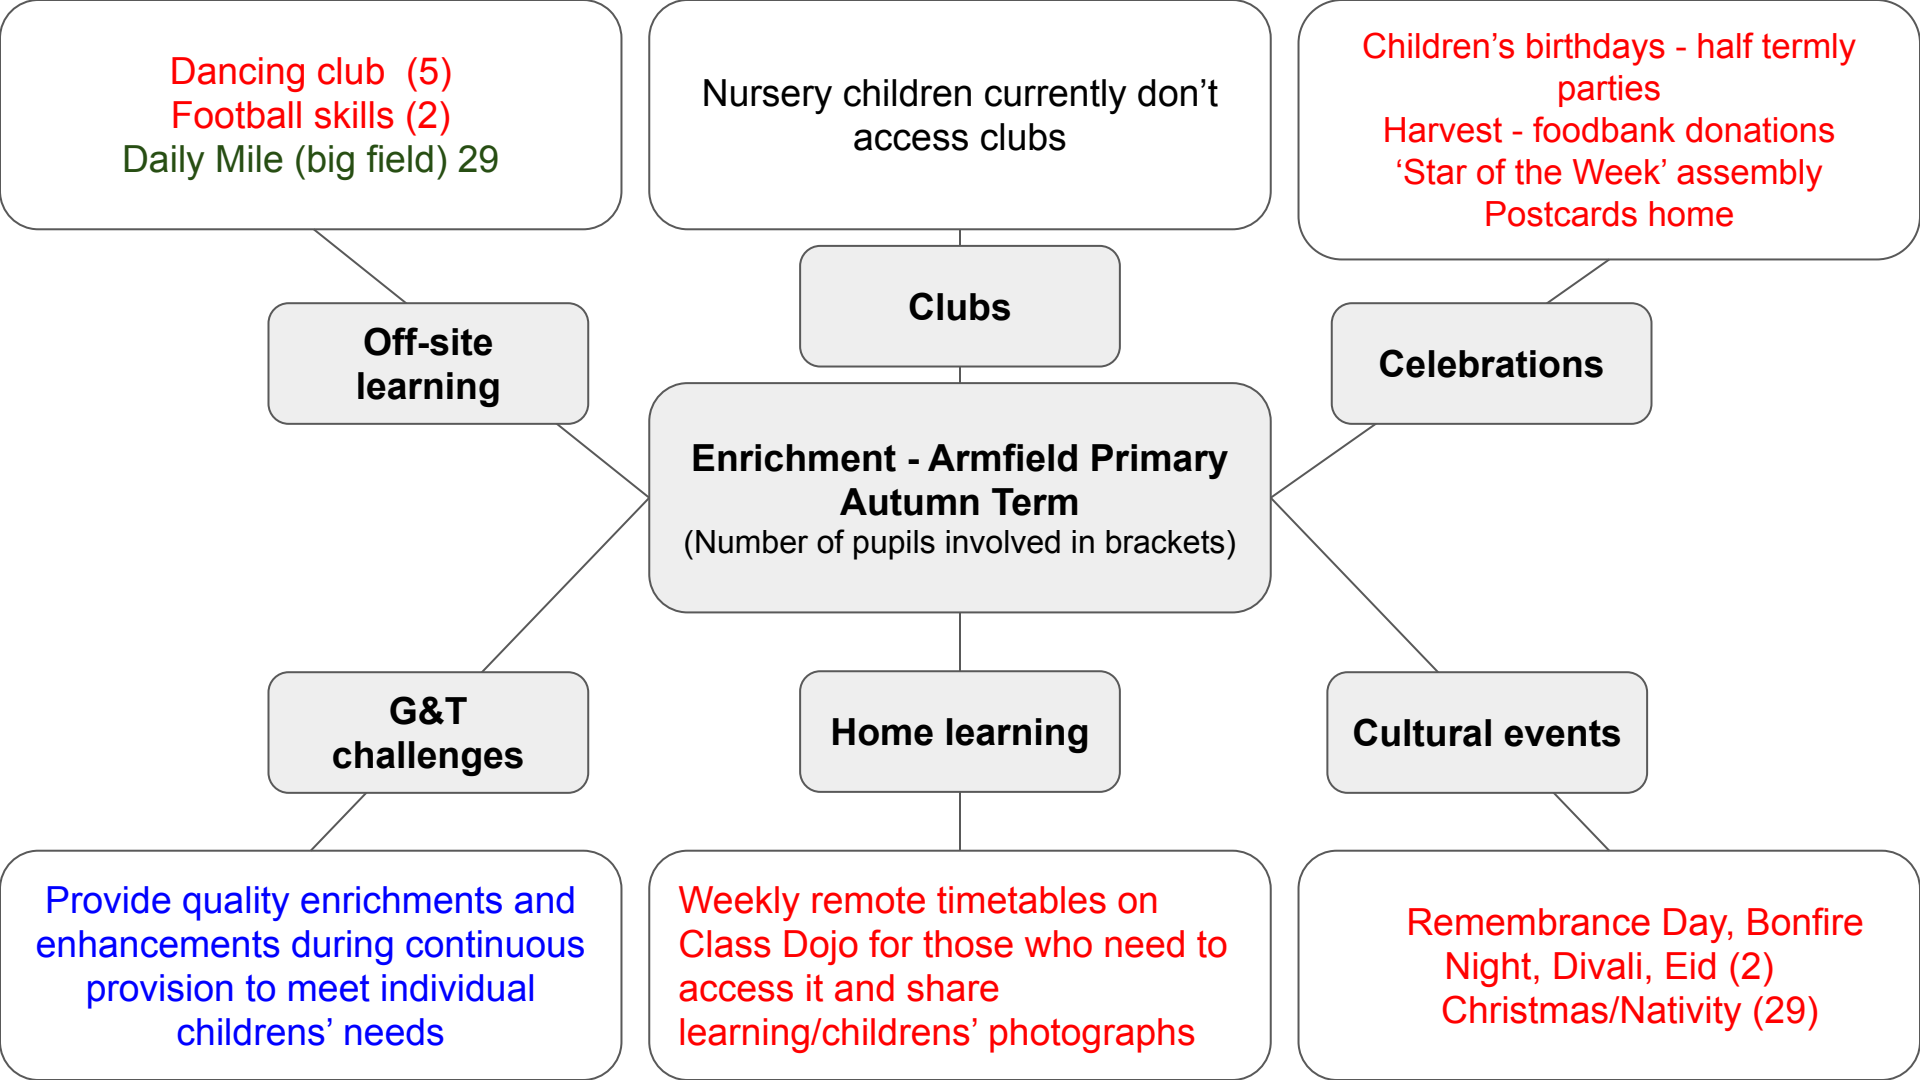 Dancing club  (5)
Football skills (2)
Daily Mile (big field) 29
Nursery children currently don’t
access clubs
Children’s birthdays - half termly
parties
Harvest - foodbank donations
‘Star of the Week’ assembly
Postcards home
Off-site
learning
Clubs
Celebrations
Enrichment - Armfield Primary
Autumn Term
(Number of pupils involved in brackets)
G&T
challenges
Home learning
Cultural events
Provide quality enrichments and
enhancements during continuous
provision to meet individual
childrens’ needs
Weekly remote timetables on
Class Dojo for those who need to
access it and share
learning/childrens’ photographs
Remembrance Day, Bonfire
Night, Divali, Eid (2)
Christmas/Nativity (29)